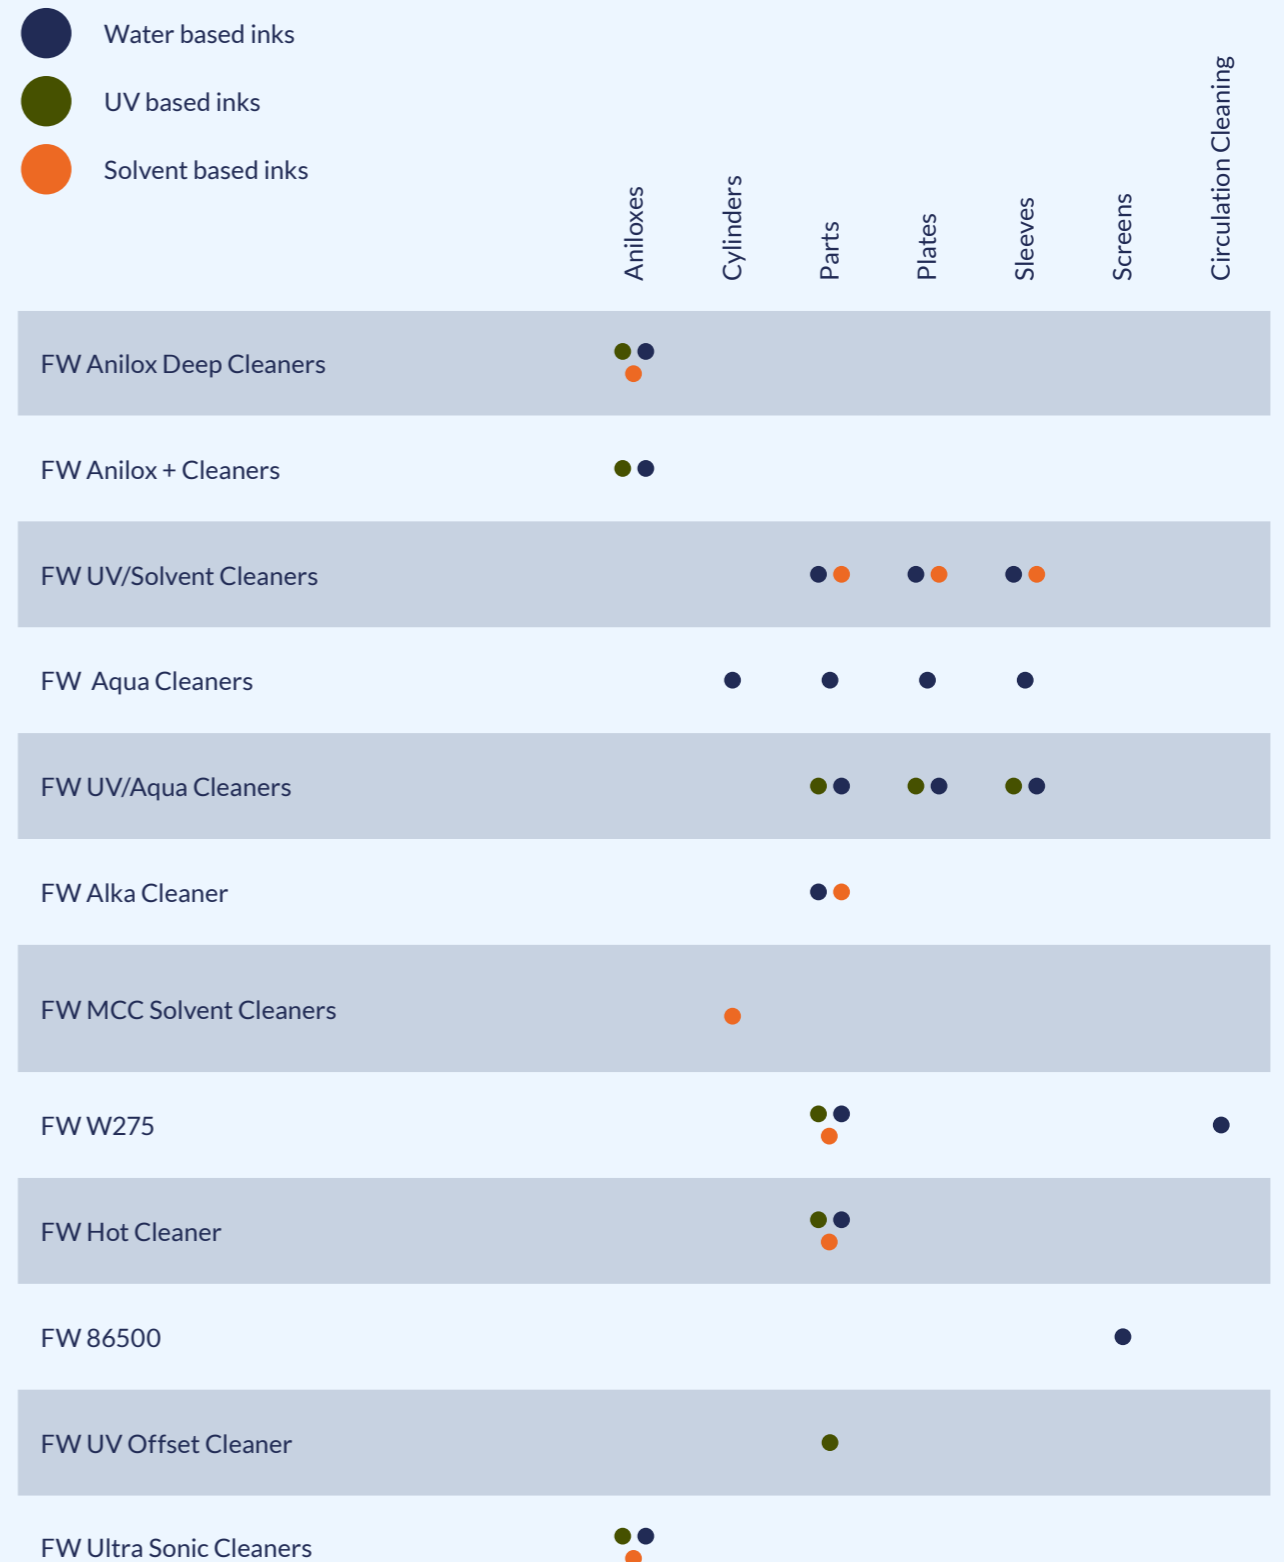 Water based inks
UV based inks
Solvent based inks
Aniloxes
Cylinders
Parts
Plates
Sleeves
Screens
Circulation Cleaning
FW Anilox Deep Cleaners
FW Anilox + Cleaners
FW UV/Solvent Cleaners
FW Aqua Cleaners
FW UV/Aqua Cleaners
FW Alka Cleaner
FW MCC Solvent Cleaners
FW W275
FW Hot Cleaner
FW 86500
FW UV Offset Cleaner
FW Ultra Sonic Cleaners